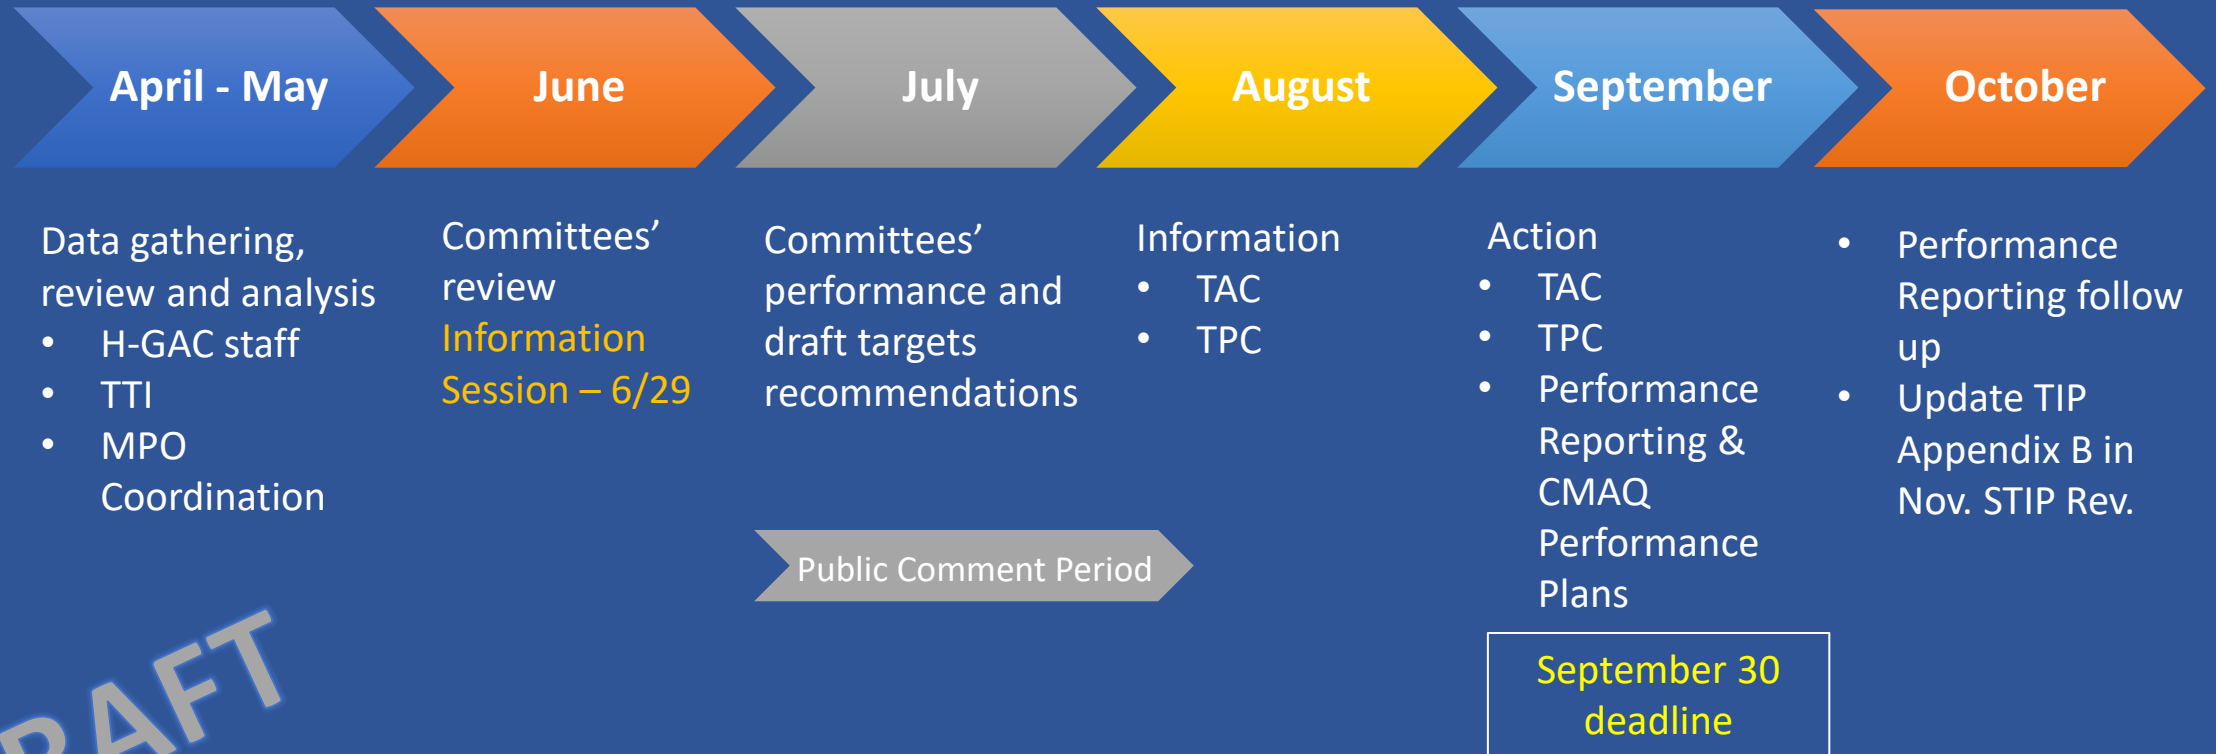 April - May
June
July
August
September
October
Data gathering,
review and analysis
• H-GAC staff
• TTI
• MPO
Coordination
Committees’
review
Information
Session – 6/29
Committees’
performance and
draft targets
recommendations
Information
• TAC
• TPC
Action
• TAC
• TPC
• Performance
Reporting &
CMAQ
Performance
Plans
• Performance
Reporting follow
up
• Update TIP
Appendix B in
Nov. STIP Rev.
Public Comment Period
September 30
deadline
RAFT